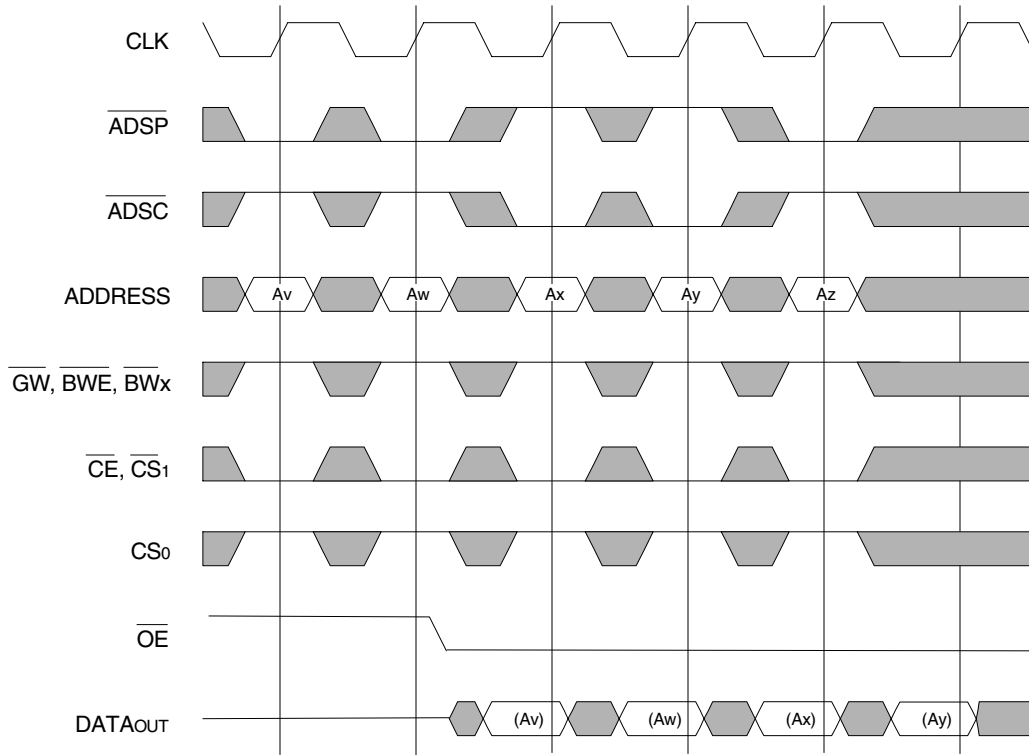 CLK
ADSP
ADSC
ADDRESS Av Aw Ax Ay Az
GW, BWE, BWx
CE, CS1
CS0
OE
DATAOUT (Av) (Aw) (Ax) (Ay)